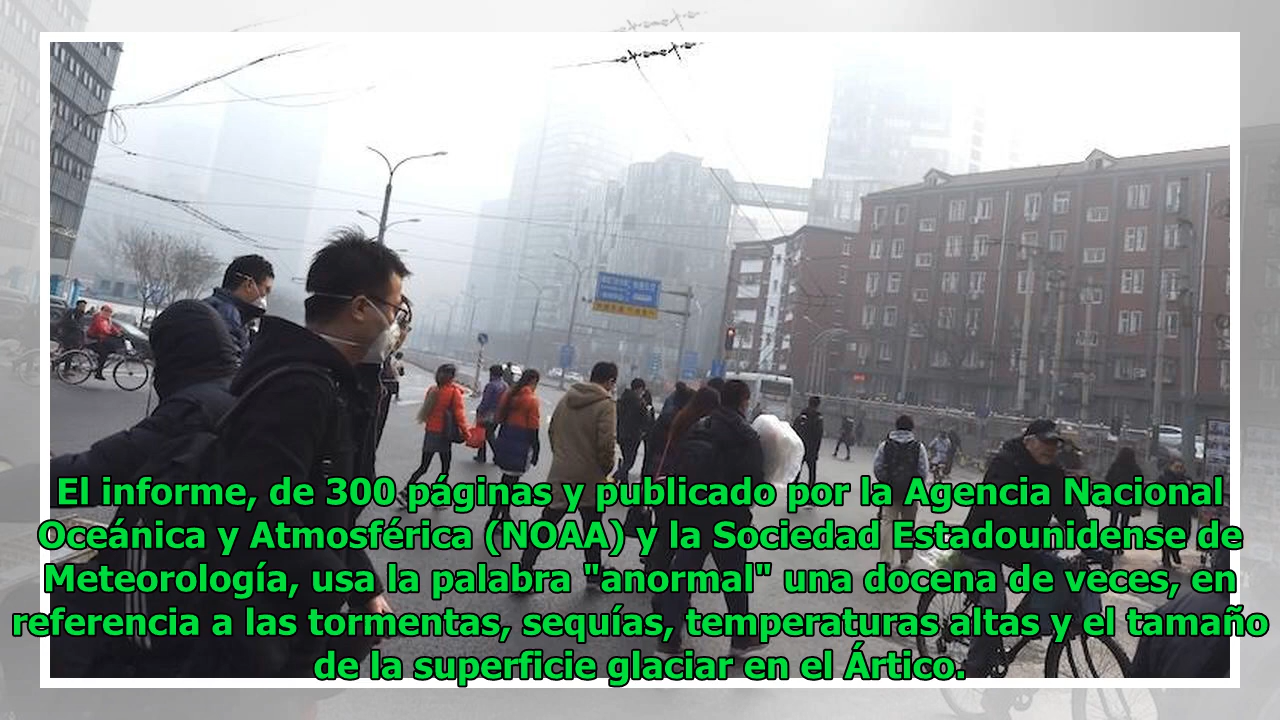 El informe, de 300 páginas y publicado por la Agencia Nacional
Oceánica y Atmosférica (NOAA) y la Sociedad Estadounidense de
Meteorología, usa la palabra "anormal" una docena de veces, en
referencia a las tormentas, sequías, temperaturas altas y el tamaño
de la superficie glaciar en el Ártico.